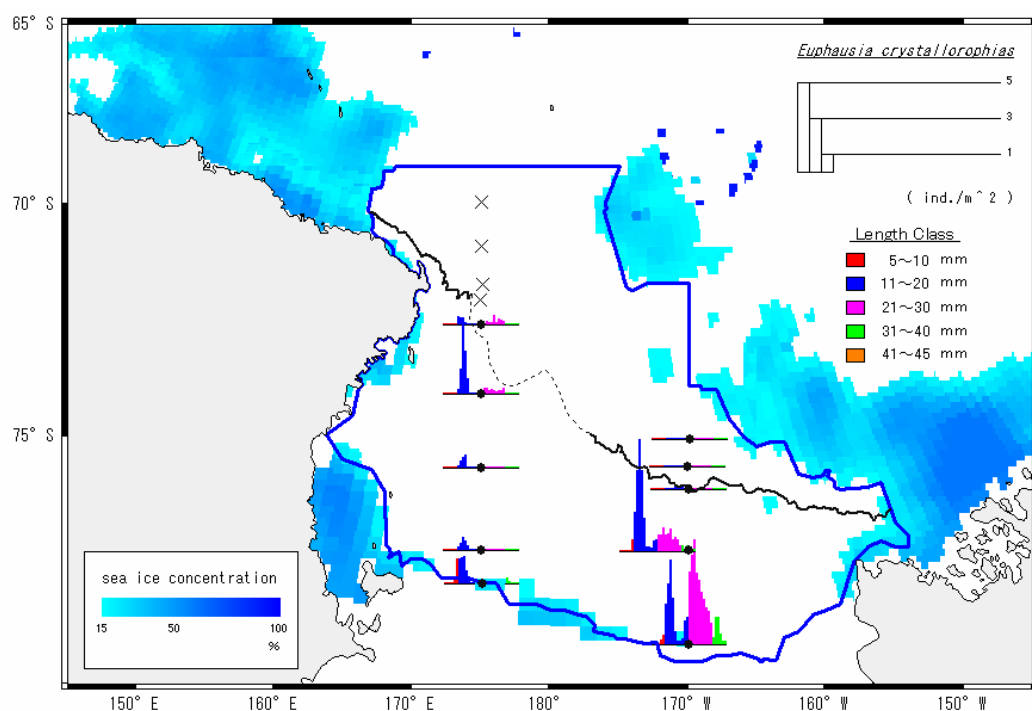 65° S
70° S
75° S
Euphausia crystallorophias
5
3
1
( ind./m^2 )
Length Class
5～10 mm
11～20 mm
21～30 mm
31～40 mm
41～45 mm
sea ice concentration
15 50 100
%
150° E 160° E 170° E 180° 170° W 160° W 150° W